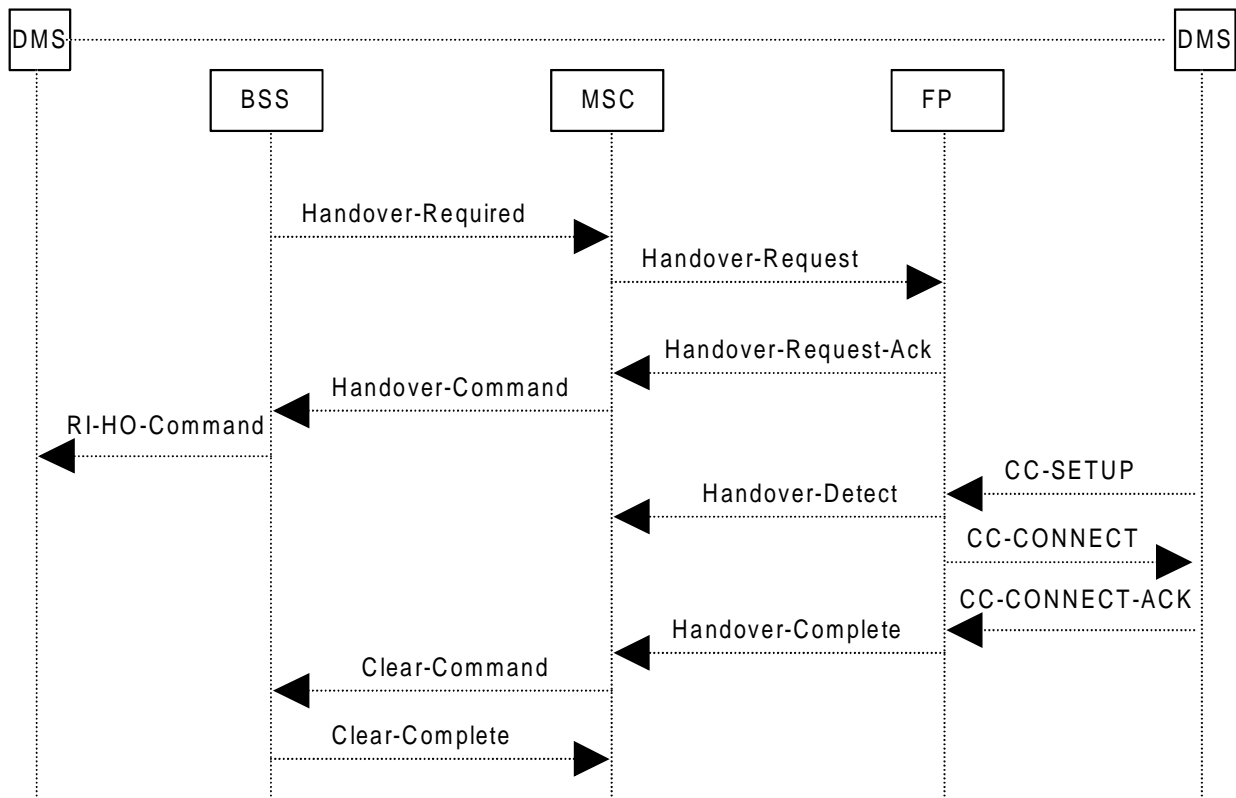 DMS
DMS
BSS
MSC
FP
Handover-Required
Handover-Request
Handover-Request-Ack
Handover-Command
RI-HO-Command
CC-SETUP
Handover-Detect
CC-CONNECT
CC-CONNECT-ACK
Handover-Complete
Clear-Command
Clear-Complete